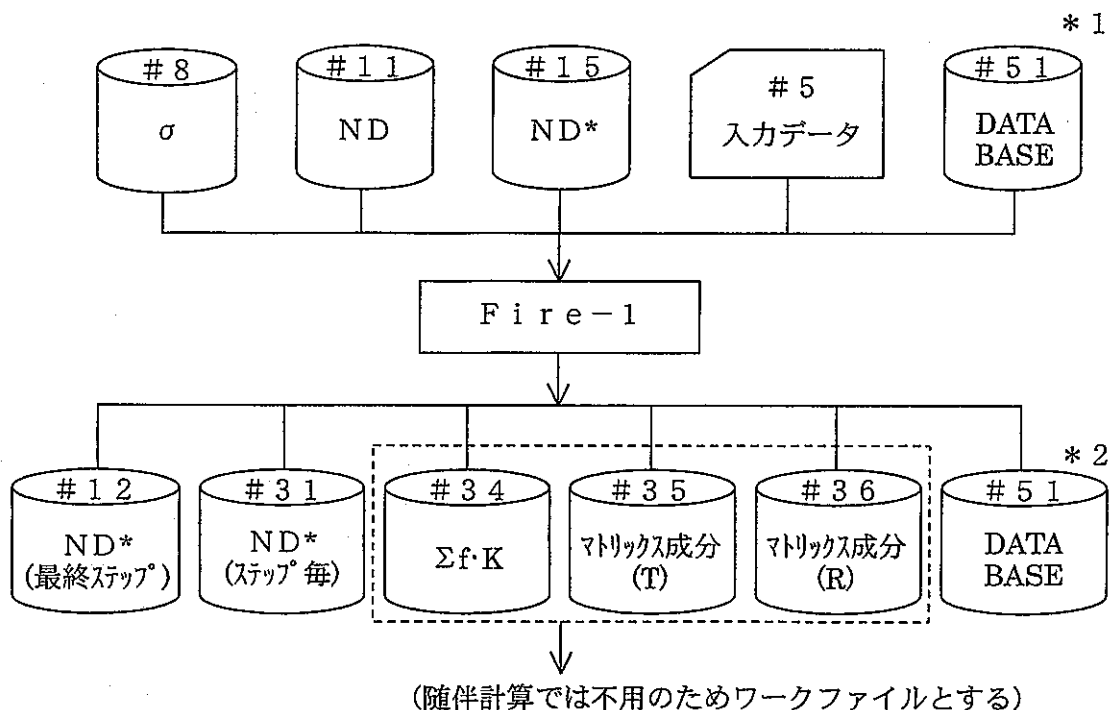 *1
#8
σ
#11
ND
#15
ND*
#5
入力データ
#51
DATA
BASE
Fire-1
*2
#12
ND*
(最終ステップ)
#31
ND*
(ステップ毎)
#34
Σf·K
#35
マトリックス成分
(T)
#36
マトリックス成分
(R)
#51
DATA
BASE
(随伴計算では不用のためワークファイルとする)